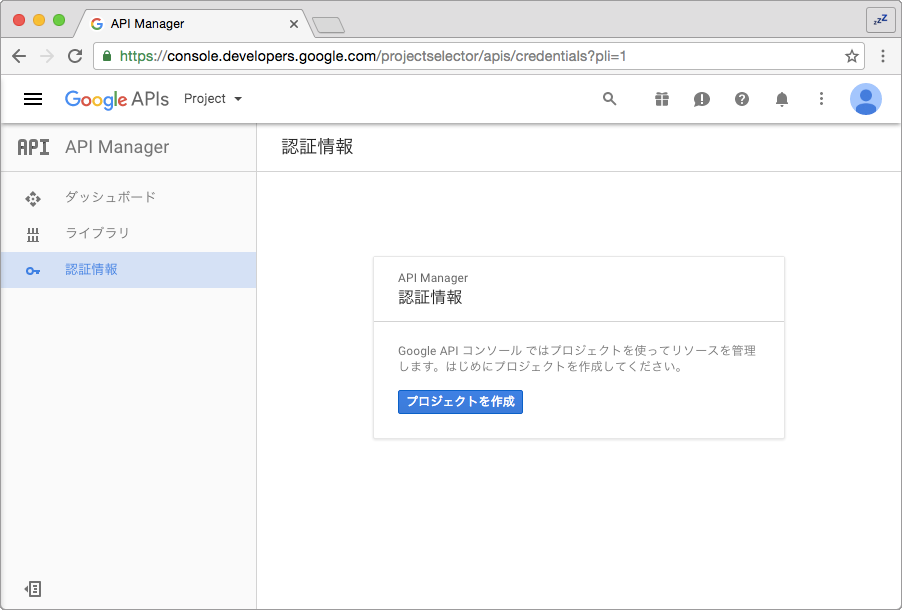 API Manager
zzZ
https://console.developers.google.com/projectselector/apis/credentials?pli=1
Google APIs Project
API API Manager
認証情報
ダッシュボード
ライブラリ
認証情報
API Manager
認証情報
Google API コンソール ではプロジェクトを使ってリソースを管理
します。はじめにプロジェクトを作成してください。
プロジェクトを作成